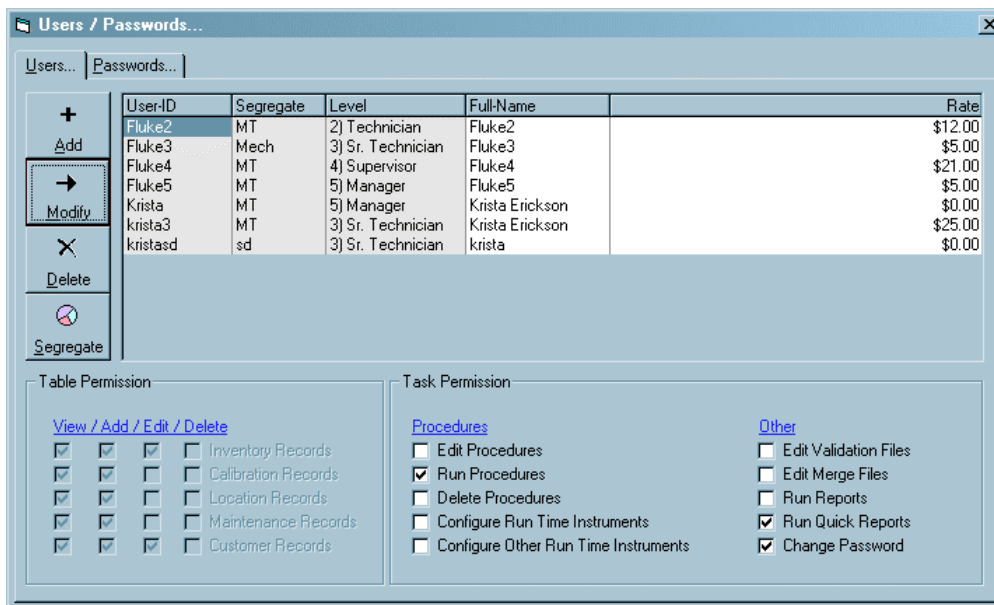 Users / Passwords...
Users... Passwords...
Add
Modify
Delete
Segregate
User-ID Segregate Level Full-Name Rate
Fluke2 MT 2) Technician Fluke2 $12.00
Fluke3 Mech 3) Sr. Technician Fluke3 $5.00
Fluke4 MT 4) Supervisor Fluke4 $21.00
Fluke5 MT 5) Manager Fluke5 $5.00
Krista MT 5) Manager Krista Erickson $0.00
krista3 MT 3) Sr. Technician Krista Erickson $25.00
kristasd sd 3) Sr. Technician krista $0.00
Table Permission
View / Add / Edit / Delete
Inventory Records
Calibration Records
Location Records
Maintenance Records
Customer Records
Task Permission
Procedures
Edit Procedures
Run Procedures
Delete Procedures
Configure Run Time Instruments
Configure Other Run Time Instruments
Other
Edit Validation Files
Edit Merge Files
Run Reports
Run Quick Reports
Change Password